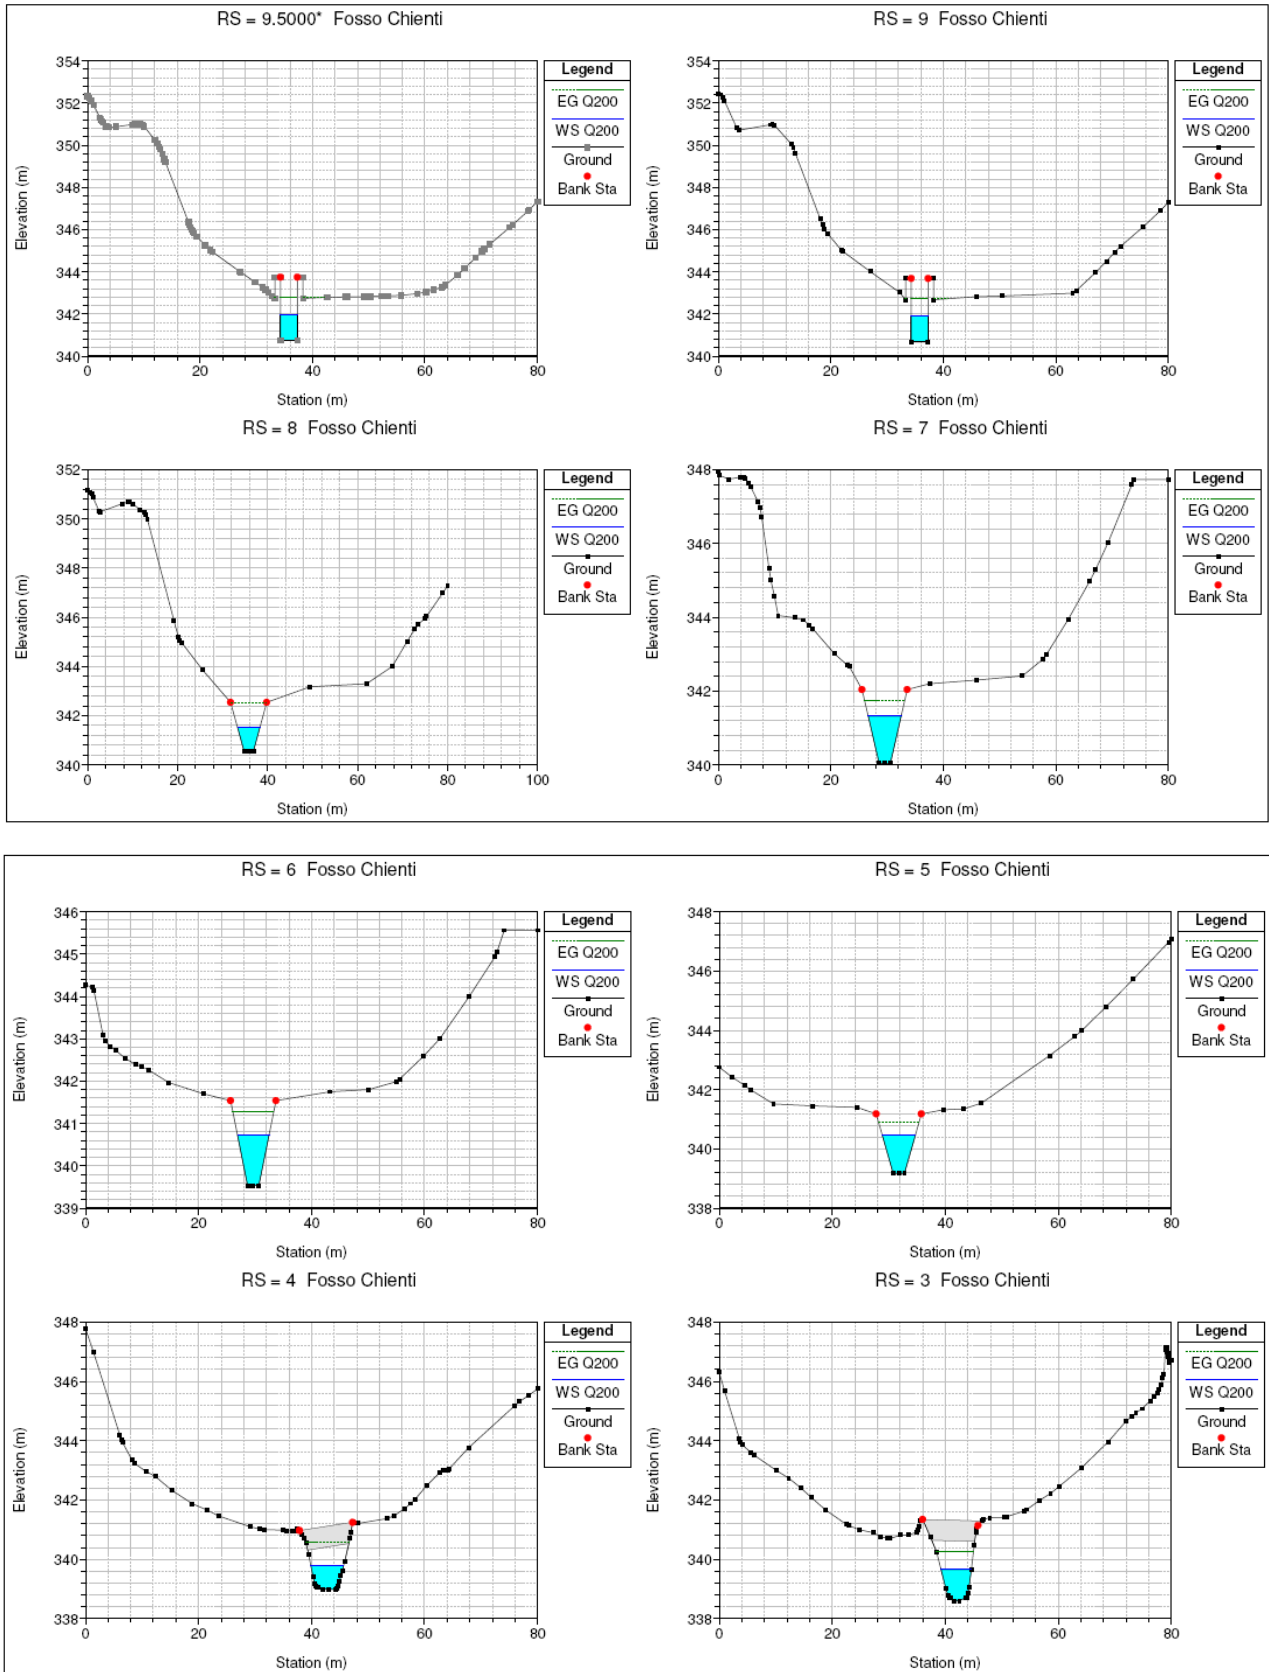 RS = 9.5000*  Fosso Chienti
Elevation (m)
354
352
350
348
346
344
342
340
0 20 40 60 80
Station (m)
Legend
EG Q200
WS Q200
Ground
Bank Sta
RS = 9  Fosso Chienti
Elevation (m)
354
352
350
348
346
344
342
340
0 20 40 60 80
Station (m)
Legend
EG Q200
WS Q200
Ground
Bank Sta
RS = 8  Fosso Chienti
Elevation (m)
352
350
348
346
344
342
340
0 20 40 60 80 100
Station (m)
Legend
EG Q200
WS Q200
Ground
Bank Sta
RS = 7  Fosso Chienti
Elevation (m)
348
346
344
342
340
0 20 40 60 80
Station (m)
Legend
EG Q200
WS Q200
Ground
Bank Sta
RS = 6  Fosso Chienti
Elevation (m)
346
345
344
343
342
341
340
339
0 20 40 60 80
Station (m)
Legend
EG Q200
WS Q200
Ground
Bank Sta
RS = 5  Fosso Chienti
Elevation (m)
348
346
344
342
340
338
0 20 40 60 80
Station (m)
Legend
EG Q200
WS Q200
Ground
Bank Sta
RS = 4  Fosso Chienti
Elevation (m)
348
346
344
342
340
338
0 20 40 60 80
Station (m)
Legend
EG Q200
WS Q200
Ground
Bank Sta
RS = 3  Fosso Chienti
Elevation (m)
348
346
344
342
340
338
0 20 40 60 80
Station (m)
Legend
EG Q200
WS Q200
Ground
Bank Sta